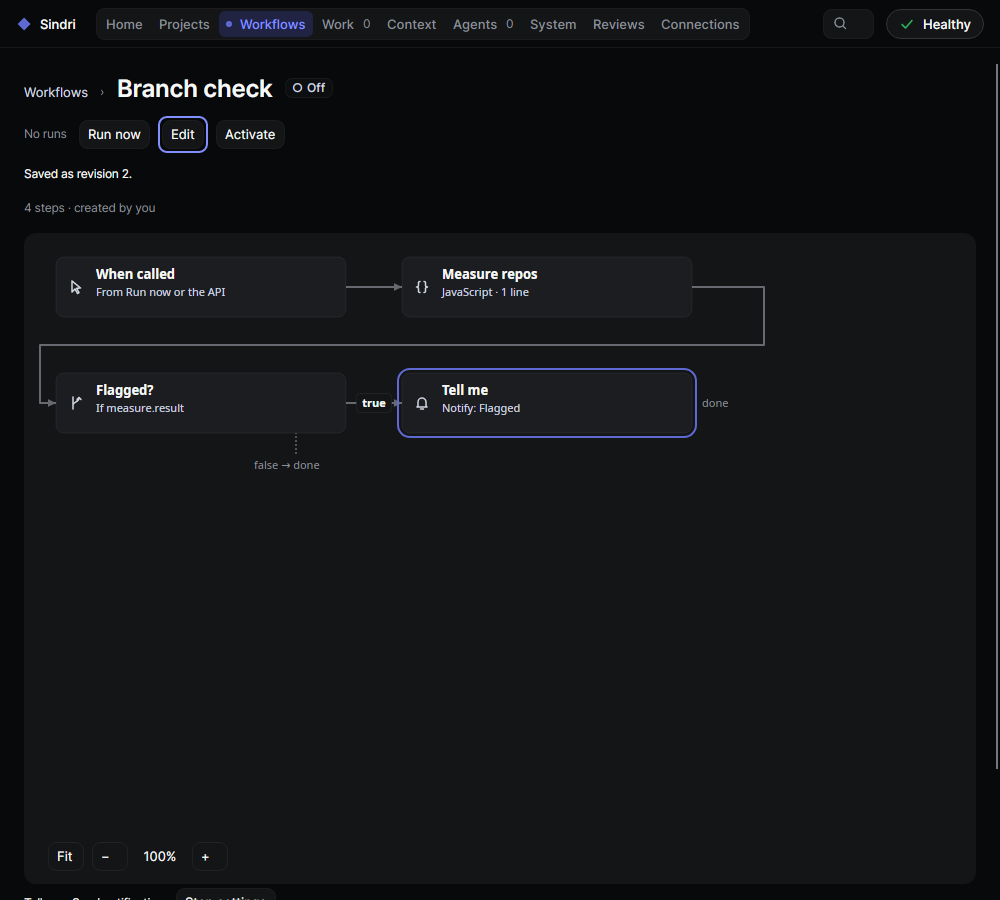 Sindri Home Projects Workflows Work 0 Context Agents 0 System Reviews Connections Healthy
Workflows › Branch check Off
No runs Run now Edit Activate
Saved as revision 2.
4 steps · created by you
When called
From Run now or the API
Measure repos
JavaScript · 1 line
Flagged?
If measure.result
true
Tell me
Notify: Flagged
done
false → done
Fit − 100% +